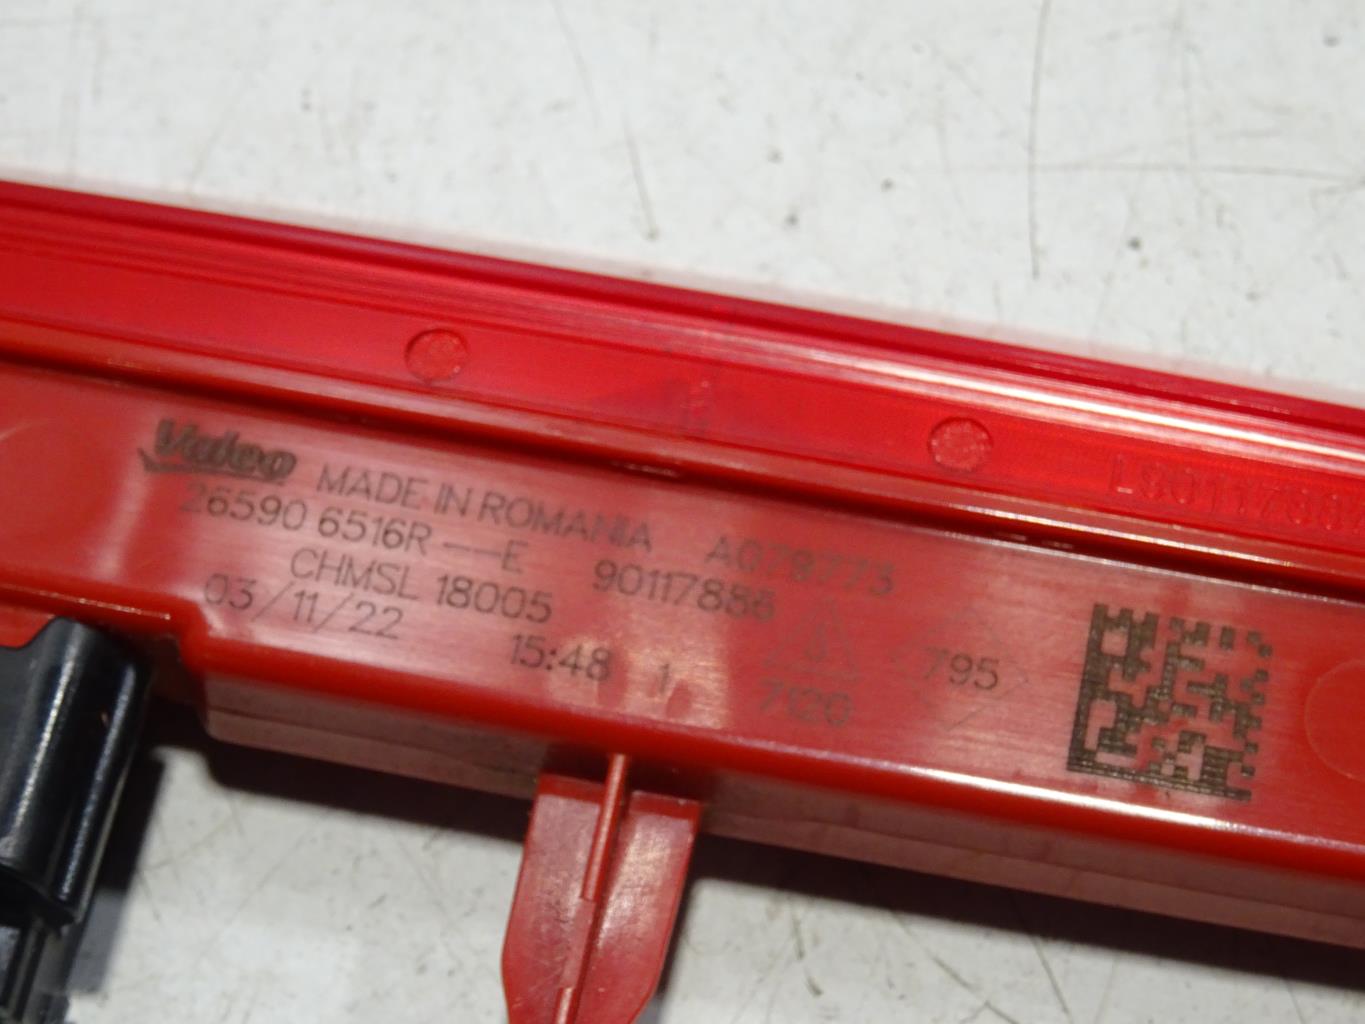 Valeo MADE IN ROMANIA A079773
26590 6516R ——E 90117886
CHMSL 18005
03/11/22 15:48 1
7120
795